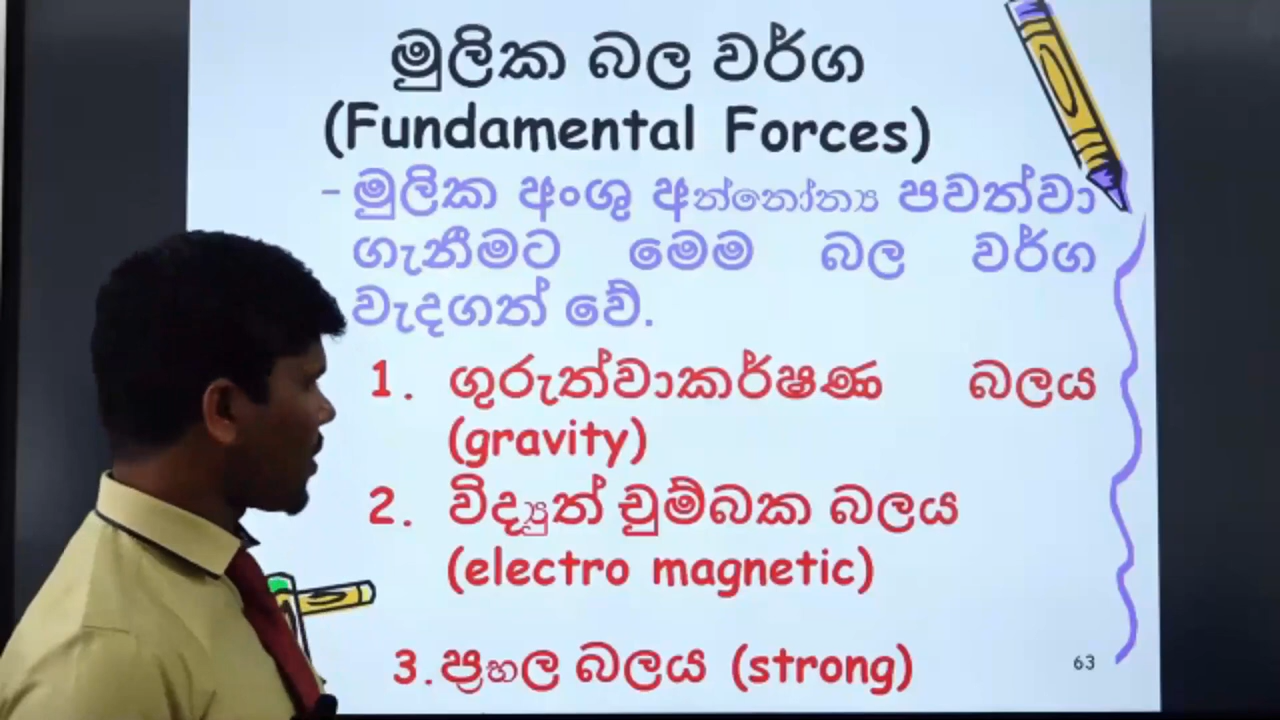 මුලික බල වර්ග
(Fundamental Forces)
- මුලික අංශු අන්නෝන්‍ය පවත්වා
ගැනීමට මෙම බල වර්ග
වැදගත් වේ.
1. ගුරුත්වාකර්ෂණ බලය
(gravity)
2. විද්‍යුත් චුම්බක බලය
(electro magnetic)
3. ප්‍රභල බලය (strong)
63